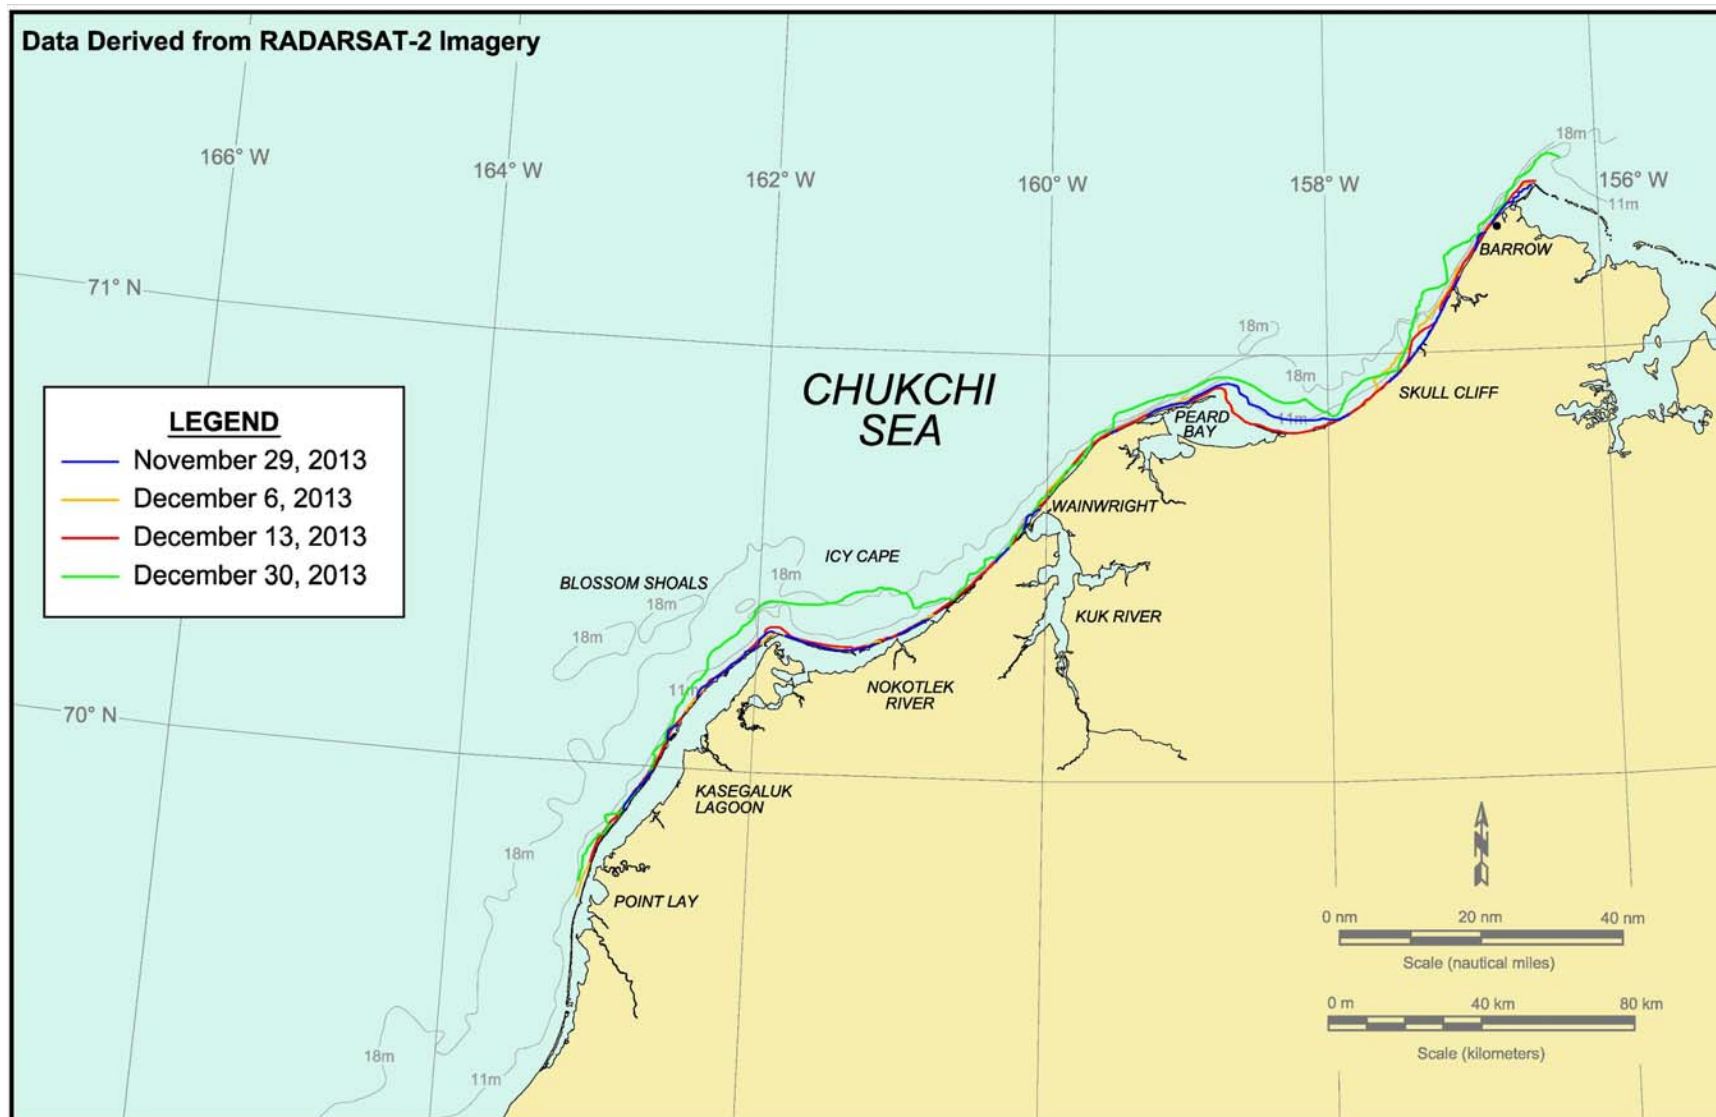 Data Derived from RADARSAT-2 Imagery
166° W
164° W
162° W
160° W
158° W
156° W
18m
11m
BARROW
71° N
18m
18m
SKULL CLIFF
CHUKCHI
SEA
11m
PEARD
BAY
LEGEND
November 29, 2013
December 6, 2013
December 13, 2013
December 30, 2013
WAINWRIGHT
ICY CAPE
BLOSSOM SHOALS
18m
18m
18m
KUK RIVER
11m
NOKOTLEK
RIVER
70° N
KASEGALUK
LAGOON
18m
POINT LAY
N
0 nm
20 nm
40 nm
Scale (nautical miles)
0 m
40 km
80 km
Scale (kilometers)
18m
11m